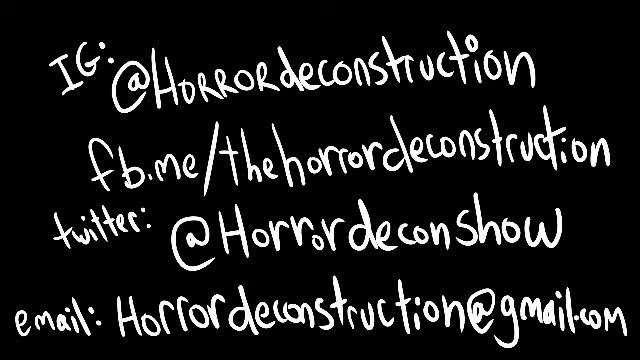 IG: @HORRORdeconstruction
fb.me/thehorrordeconstruction
twitter: @Horrordeconshow
email: Horrordeconstruction@gmail.com